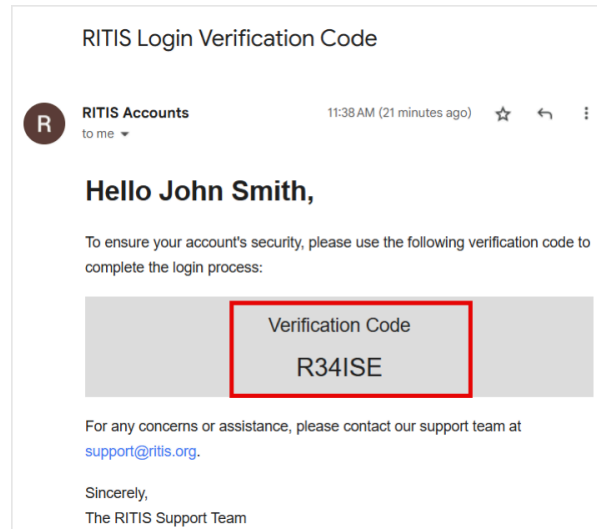 RITIS Login Verification Code
R
RITIS Accounts
11:38 AM (21 minutes ago)
to me
Hello John Smith,
To ensure your account's security, please use the following verification code to
complete the login process:
Verification Code
R34ISE
For any concerns or assistance, please contact our support team at
support@ritis.org.
Sincerely,
The RITIS Support Team